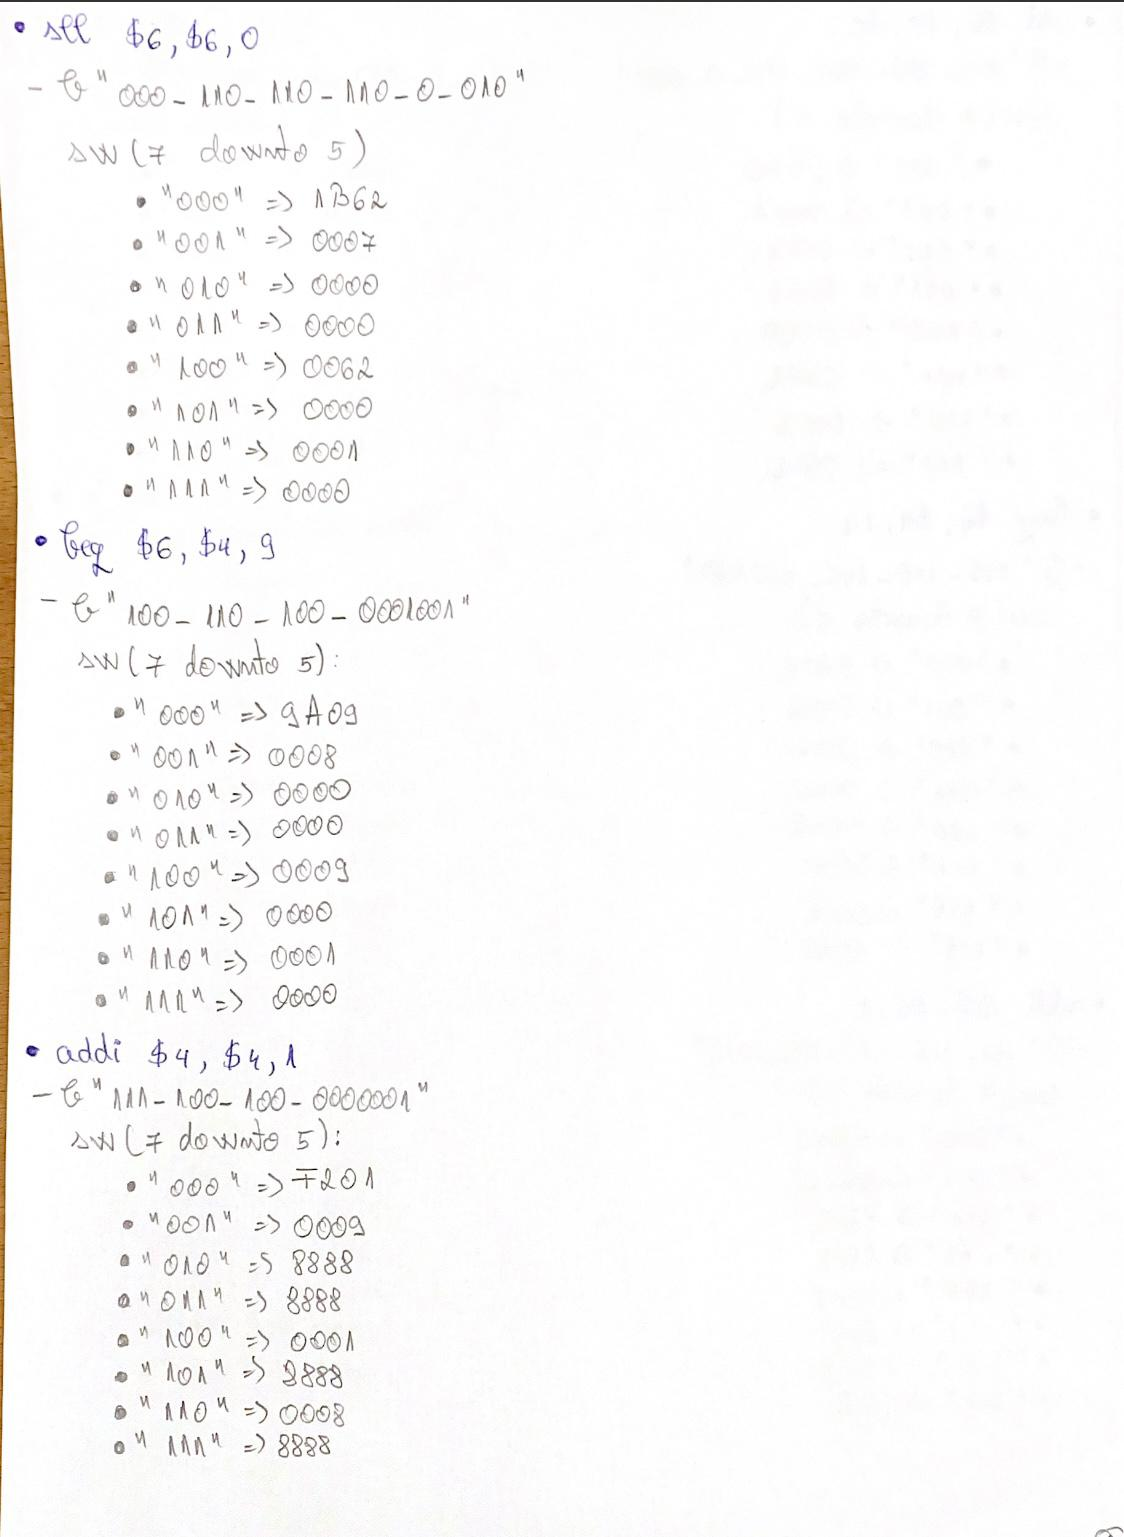 • sll $6, $6, 0
- b"000-110-110-110-0-010"
sw(7 downto 5)
• "000" => 1B62
• "001" => 0007
• "010" => 0000
• "011" => 0000
• "100" => 0062
• "101" => 0000
• "110" => 0001
• "111" => 0000
• beq $6, $4, 9
- b"100-110-100-0001001"
sw(7 downto 5):
• "000" => 9A09
• "001" => 0008
• "010" => 0000
• "011" => 0000
• "100" => 0009
• "101" => 0000
• "110" => 0001
• "111" => 0000
• addi $4, $4, 1
- b"111-100-100-0000001"
sw(7 downto 5):
• "000" => F201
• "001" => 0009
• "010" => 8888
• "011" => 8888
• "100" => 0001
• "101" => 8888
• "110" => 0008
• "111" => 8888